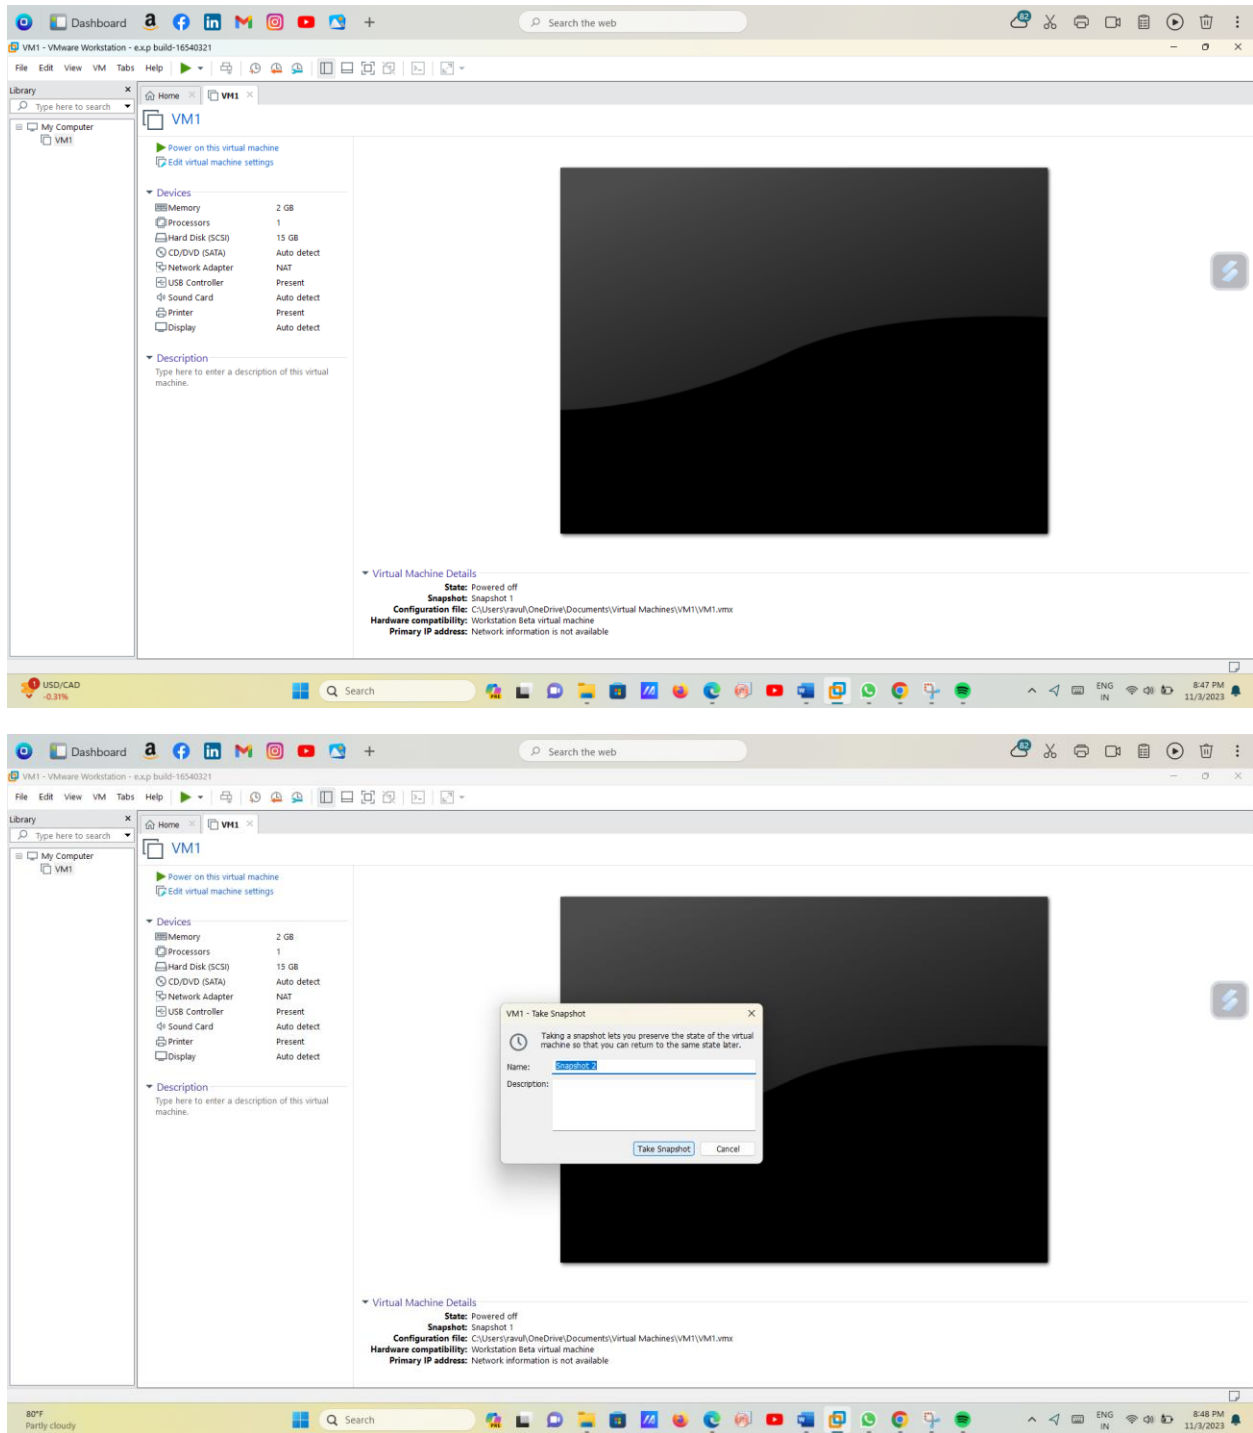 Dashboard
Search the web
82
VM1 - VMware Workstation - e.x.p build-16540321
File Edit View VM Tabs Help
Library
Type here to search
Home
VM1
My Computer
VM1
VM1
Power on this virtual machine
Edit virtual machine settings
Devices
Memory 2 GB
Processors 1
Hard Disk (SCSI) 15 GB
CD/DVD (SATA) Auto detect
Network Adapter NAT
USB Controller Present
Sound Card Auto detect
Printer Present
Display Auto detect
Description
Type here to enter a description of this virtual
machine.
Virtual Machine Details
State: Powered off
Snapshot: Snapshot 1
Configuration file: C:\Users\ravul\OneDrive\Documents\Virtual Machines\VM1\VM1.vmx
Hardware compatibility: Workstation Beta virtual machine
Primary IP address: Network information is not available
1
USD/CAD
-0.31%
Search
PRE
ENG
IN
8:47 PM
11/3/2023
Dashboard
Search the web
82
VM1 - VMware Workstation - e.x.p build-16540321
File Edit View VM Tabs Help
Library
Type here to search
Home
VM1
My Computer
VM1
VM1
Power on this virtual machine
Edit virtual machine settings
Devices
Memory 2 GB
Processors 1
Hard Disk (SCSI) 15 GB
CD/DVD (SATA) Auto detect
Network Adapter NAT
USB Controller Present
Sound Card Auto detect
Printer Present
Display Auto detect
Description
Type here to enter a description of this virtual
machine.
VM1 - Take Snapshot
Taking a snapshot lets you preserve the state of the virtual
machine so that you can return to the same state later.
Name: Snapshot 2
Description:
Take Snapshot Cancel
Virtual Machine Details
State: Powered off
Snapshot: Snapshot 1
Configuration file: C:\Users\ravul\OneDrive\Documents\Virtual Machines\VM1\VM1.vmx
Hardware compatibility: Workstation Beta virtual machine
Primary IP address: Network information is not available
80°F
Partly cloudy
Search
PRE
ENG
IN
8:48 PM
11/3/2023